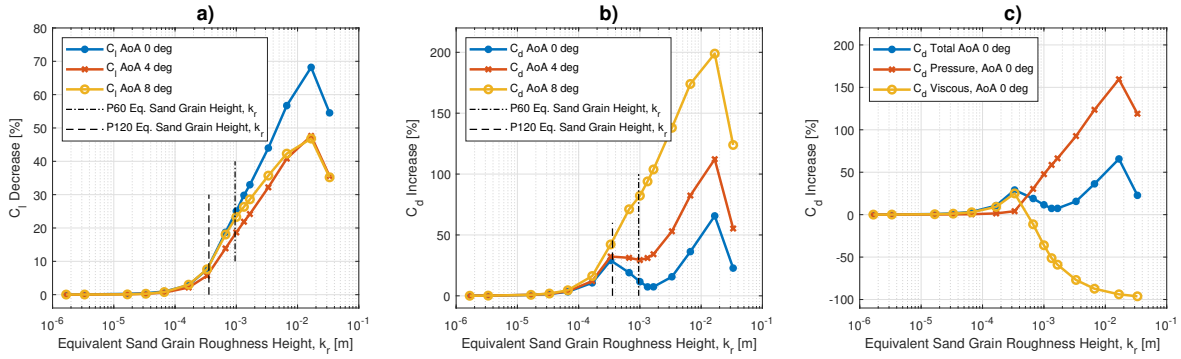 a)
C_l Decrease [%]
80
70
60
50
40
30
20
10
0
C_l AoA 0 deg
C_l AoA 4 deg
C_l AoA 8 deg
P60 Eq. Sand Grain Height, k_r
P120 Eq. Sand Grain Height, k_r
10^-6 10^-5 10^-4 10^-3 10^-2 10^-1
Equivalent Sand Grain Roughness Height, k_r [m]
b)
C_d Increase [%]
200
150
100
50
0
C_d AoA 0 deg
C_d AoA 4 deg
C_d AoA 8 deg
P60 Eq. Sand Grain Height, k_r
P120 Eq. Sand Grain Height, k_r
10^-6 10^-5 10^-4 10^-3 10^-2 10^-1
Equivalent Sand Grain Roughness Height, k_r [m]
c)
C_d Increase [%]
200
150
100
50
0
-50
-100
C_d Total AoA 0 deg
C_d Pressure, AoA 0 deg
C_d Viscous, AoA 0 deg
10^-6 10^-5 10^-4 10^-3 10^-2 10^-1
Equivalent Sand Grain Roughness Height, k_r [m]